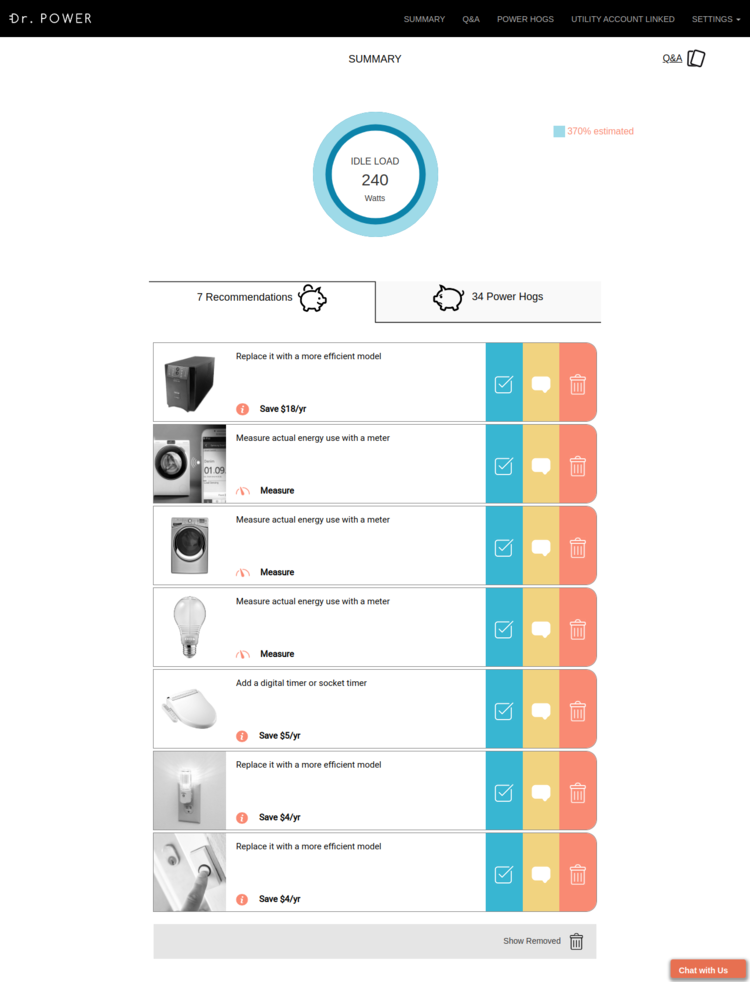 Dr. POWER
SUMMARY
Q&A
POWER HOGS
UTILITY ACCOUNT LINKED
SETTINGS
SUMMARY
Q&A
370% estimated
IDLE LOAD
240
Watts
7 Recommendations
34 Power Hogs
Replace it with a more efficient model
i Save $18/yr
Measure actual energy use with a meter
01.09
Measure
Measure actual energy use with a meter
Measure
Measure actual energy use with a meter
Measure
Add a digital timer or socket timer
i Save $5/yr
Replace it with a more efficient model
i Save $4/yr
Replace it with a more efficient model
i Save $4/yr
Show Removed
Chat with Us